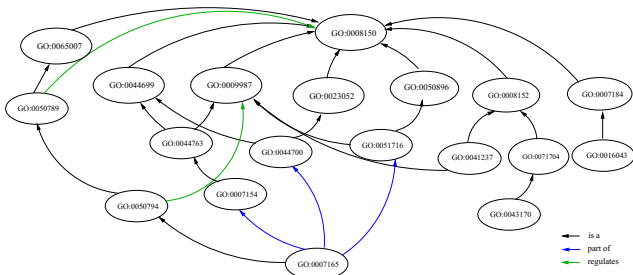 GO:0008150
GO:0065007
GO:0044699
GO:0009987
GO:0023052
GO:0050896
GO:0008152
GO:0007184
GO:0050789
GO:0044763
GO:0044700
GO:0051716
GO:0041237
GO:0071704
GO:0016043
GO:0007154
GO:0050794
GO:0043170
GO:0007165
is a
part of
regulates